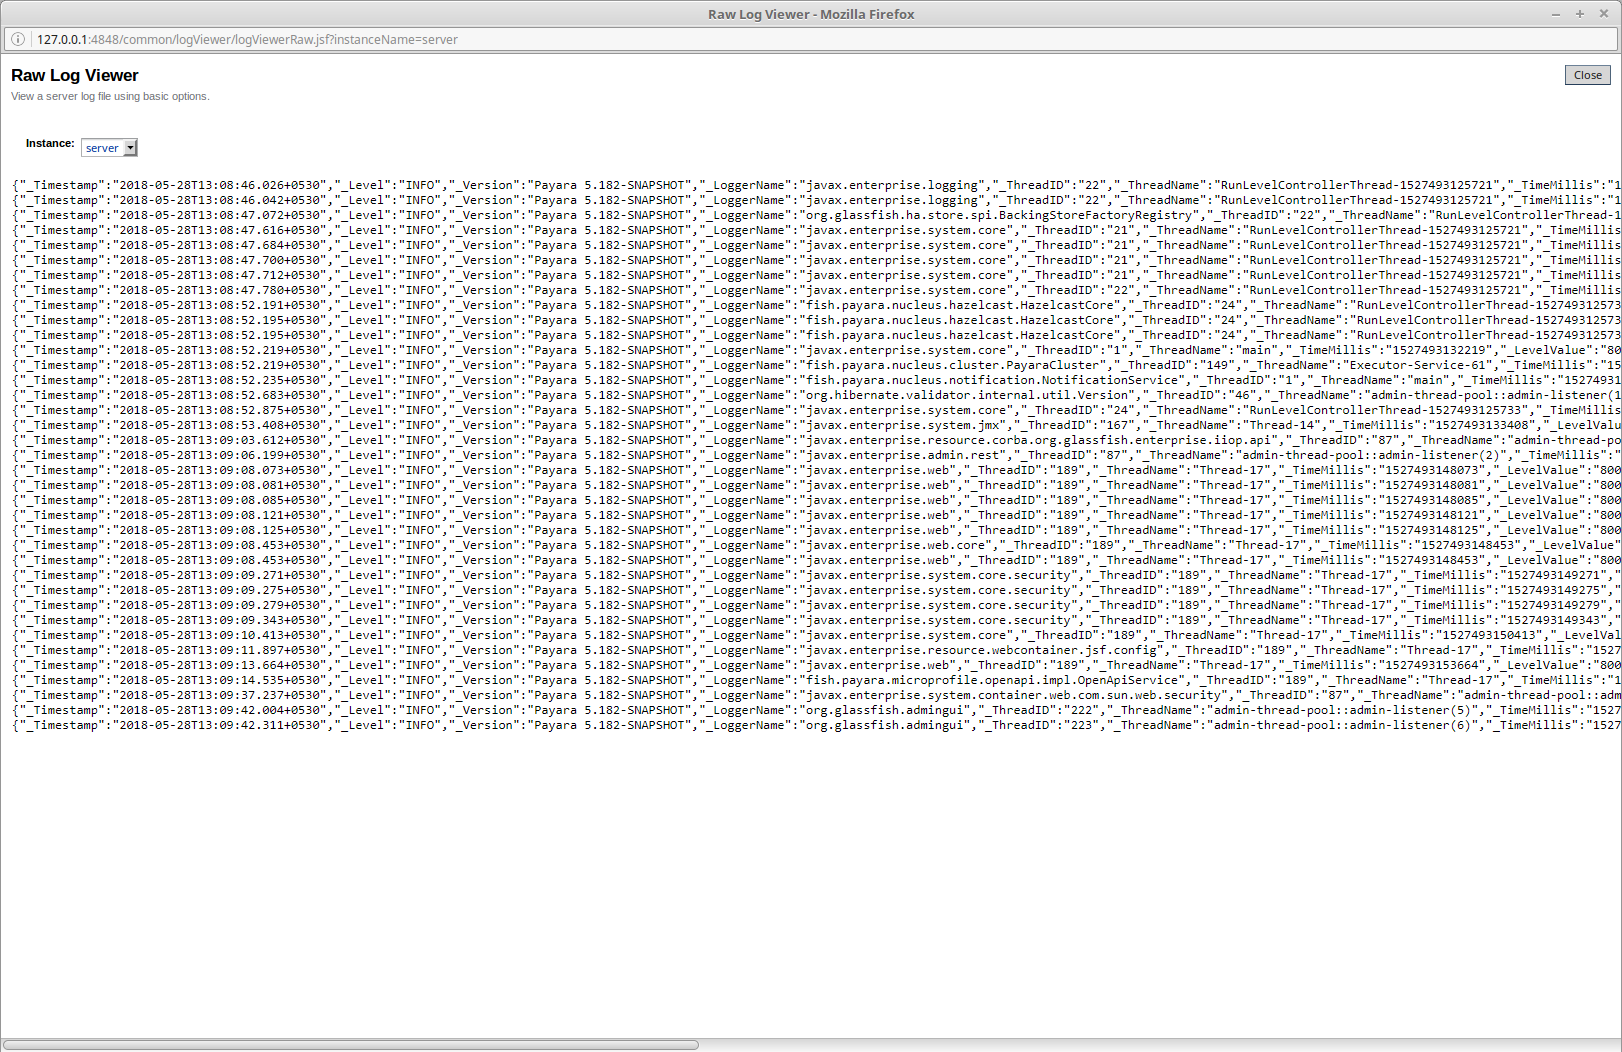 Raw Log Viewer - Mozilla Firefox
127.0.0.1:4848/common/logViewer/logViewerRaw.jsf?instanceName=server
Raw Log Viewer
Close
View a server log file using basic options.
Instance: server
{"_Timestamp":"2018-05-28T13:08:46.026+0530","_Level":"INFO","_Version":"Payara 5.182-SNAPSHOT","_LoggerName":"javax.enterprise.logging","_ThreadID":"22","_ThreadName":"RunLevelControllerThread-1527493125721","_TimeMillis":"1
{"_Timestamp":"2018-05-28T13:08:46.042+0530","_Level":"INFO","_Version":"Payara 5.182-SNAPSHOT","_LoggerName":"javax.enterprise.logging","_ThreadID":"22","_ThreadName":"RunLevelControllerThread-1527493125721","_TimeMillis":"1
{"_Timestamp":"2018-05-28T13:08:47.072+0530","_Level":"INFO","_Version":"Payara 5.182-SNAPSHOT","_LoggerName":"org.glassfish.ha.store.spi.BackingStoreFactoryRegistry","_ThreadID":"22","_ThreadName":"RunLevelControllerThread-1
{"_Timestamp":"2018-05-28T13:08:47.616+0530","_Level":"INFO","_Version":"Payara 5.182-SNAPSHOT","_LoggerName":"javax.enterprise.system.core","_ThreadID":"21","_ThreadName":"RunLevelControllerThread-1527493125721","_TimeMillis
{"_Timestamp":"2018-05-28T13:08:47.684+0530","_Level":"INFO","_Version":"Payara 5.182-SNAPSHOT","_LoggerName":"javax.enterprise.system.core","_ThreadID":"21","_ThreadName":"RunLevelControllerThread-1527493125721","_TimeMillis
{"_Timestamp":"2018-05-28T13:08:47.700+0530","_Level":"INFO","_Version":"Payara 5.182-SNAPSHOT","_LoggerName":"javax.enterprise.system.core","_ThreadID":"21","_ThreadName":"RunLevelControllerThread-1527493125721","_TimeMillis
{"_Timestamp":"2018-05-28T13:08:47.712+0530","_Level":"INFO","_Version":"Payara 5.182-SNAPSHOT","_LoggerName":"javax.enterprise.system.core","_ThreadID":"21","_ThreadName":"RunLevelControllerThread-1527493125721","_TimeMillis
{"_Timestamp":"2018-05-28T13:08:47.780+0530","_Level":"INFO","_Version":"Payara 5.182-SNAPSHOT","_LoggerName":"javax.enterprise.system.core","_ThreadID":"22","_ThreadName":"RunLevelControllerThread-1527493125721","_TimeMillis
{"_Timestamp":"2018-05-28T13:08:52.191+0530","_Level":"INFO","_Version":"Payara 5.182-SNAPSHOT","_LoggerName":"fish.payara.nucleus.hazelcast.HazelcastCore","_ThreadID":"24","_ThreadName":"RunLevelControllerThread-152749312573
{"_Timestamp":"2018-05-28T13:08:52.195+0530","_Level":"INFO","_Version":"Payara 5.182-SNAPSHOT","_LoggerName":"fish.payara.nucleus.hazelcast.HazelcastCore","_ThreadID":"24","_ThreadName":"RunLevelControllerThread-152749312573
{"_Timestamp":"2018-05-28T13:08:52.195+0530","_Level":"INFO","_Version":"Payara 5.182-SNAPSHOT","_LoggerName":"fish.payara.nucleus.hazelcast.HazelcastCore","_ThreadID":"24","_ThreadName":"RunLevelControllerThread-152749312573
{"_Timestamp":"2018-05-28T13:08:52.219+0530","_Level":"INFO","_Version":"Payara 5.182-SNAPSHOT","_LoggerName":"javax.enterprise.system.core","_ThreadID":"1","_ThreadName":"main","_TimeMillis":"1527493132219","_LevelValue":"80
{"_Timestamp":"2018-05-28T13:08:52.219+0530","_Level":"INFO","_Version":"Payara 5.182-SNAPSHOT","_LoggerName":"fish.payara.nucleus.cluster.PayaraCluster","_ThreadID":"149","_ThreadName":"Executor-Service-61","_TimeMillis":"15
{"_Timestamp":"2018-05-28T13:08:52.235+0530","_Level":"INFO","_Version":"Payara 5.182-SNAPSHOT","_LoggerName":"fish.payara.nucleus.notification.NotificationService","_ThreadID":"1","_ThreadName":"main","_TimeMillis":"15274931
{"_Timestamp":"2018-05-28T13:08:52.683+0530","_Level":"INFO","_Version":"Payara 5.182-SNAPSHOT","_LoggerName":"org.hibernate.validator.internal.util.Version","_ThreadID":"46","_ThreadName":"admin-thread-pool::admin-listener(1
{"_Timestamp":"2018-05-28T13:08:52.875+0530","_Level":"INFO","_Version":"Payara 5.182-SNAPSHOT","_LoggerName":"javax.enterprise.system.core","_ThreadID":"24","_ThreadName":"RunLevelControllerThread-1527493125733","_TimeMillis
{"_Timestamp":"2018-05-28T13:08:53.408+0530","_Level":"INFO","_Version":"Payara 5.182-SNAPSHOT","_LoggerName":"javax.enterprise.system.jmx","_ThreadID":"167","_ThreadName":"Thread-14","_TimeMillis":"1527493133408","_LevelValu
{"_Timestamp":"2018-05-28T13:09:03.612+0530","_Level":"INFO","_Version":"Payara 5.182-SNAPSHOT","_LoggerName":"javax.enterprise.resource.corba.org.glassfish.enterprise.iiop.api","_ThreadID":"87","_ThreadName":"admin-thread-po
{"_Timestamp":"2018-05-28T13:09:06.199+0530","_Level":"INFO","_Version":"Payara 5.182-SNAPSHOT","_LoggerName":"javax.enterprise.admin.rest","_ThreadID":"87","_ThreadName":"admin-thread-pool::admin-listener(2)","_TimeMillis":"
{"_Timestamp":"2018-05-28T13:09:08.073+0530","_Level":"INFO","_Version":"Payara 5.182-SNAPSHOT","_LoggerName":"javax.enterprise.web","_ThreadID":"189","_ThreadName":"Thread-17","_TimeMillis":"1527493148073","_LevelValue":"800
{"_Timestamp":"2018-05-28T13:09:08.081+0530","_Level":"INFO","_Version":"Payara 5.182-SNAPSHOT","_LoggerName":"javax.enterprise.web","_ThreadID":"189","_ThreadName":"Thread-17","_TimeMillis":"1527493148081","_LevelValue":"800
{"_Timestamp":"2018-05-28T13:09:08.085+0530","_Level":"INFO","_Version":"Payara 5.182-SNAPSHOT","_LoggerName":"javax.enterprise.web","_ThreadID":"189","_ThreadName":"Thread-17","_TimeMillis":"1527493148085","_LevelValue":"800
{"_Timestamp":"2018-05-28T13:09:08.121+0530","_Level":"INFO","_Version":"Payara 5.182-SNAPSHOT","_LoggerName":"javax.enterprise.web","_ThreadID":"189","_ThreadName":"Thread-17","_TimeMillis":"1527493148121","_LevelValue":"800
{"_Timestamp":"2018-05-28T13:09:08.125+0530","_Level":"INFO","_Version":"Payara 5.182-SNAPSHOT","_LoggerName":"javax.enterprise.web","_ThreadID":"189","_ThreadName":"Thread-17","_TimeMillis":"1527493148125","_LevelValue":"800
{"_Timestamp":"2018-05-28T13:09:08.453+0530","_Level":"INFO","_Version":"Payara 5.182-SNAPSHOT","_LoggerName":"javax.enterprise.web.core","_ThreadID":"189","_ThreadName":"Thread-17","_TimeMillis":"1527493148453","_LevelValue"
{"_Timestamp":"2018-05-28T13:09:08.453+0530","_Level":"INFO","_Version":"Payara 5.182-SNAPSHOT","_LoggerName":"javax.enterprise.web","_ThreadID":"189","_ThreadName":"Thread-17","_TimeMillis":"1527493148453","_LevelValue":"800
{"_Timestamp":"2018-05-28T13:09:09.271+0530","_Level":"INFO","_Version":"Payara 5.182-SNAPSHOT","_LoggerName":"javax.enterprise.system.core.security","_ThreadID":"189","_ThreadName":"Thread-17","_TimeMillis":"1527493149271","
{"_Timestamp":"2018-05-28T13:09:09.275+0530","_Level":"INFO","_Version":"Payara 5.182-SNAPSHOT","_LoggerName":"javax.enterprise.system.core.security","_ThreadID":"189","_ThreadName":"Thread-17","_TimeMillis":"1527493149275","
{"_Timestamp":"2018-05-28T13:09:09.279+0530","_Level":"INFO","_Version":"Payara 5.182-SNAPSHOT","_LoggerName":"javax.enterprise.system.core.security","_ThreadID":"189","_ThreadName":"Thread-17","_TimeMillis":"1527493149279","
{"_Timestamp":"2018-05-28T13:09:09.343+0530","_Level":"INFO","_Version":"Payara 5.182-SNAPSHOT","_LoggerName":"javax.enterprise.system.core.security","_ThreadID":"189","_ThreadName":"Thread-17","_TimeMillis":"1527493149343","
{"_Timestamp":"2018-05-28T13:09:10.413+0530","_Level":"INFO","_Version":"Payara 5.182-SNAPSHOT","_LoggerName":"javax.enterprise.system.core","_ThreadID":"189","_ThreadName":"Thread-17","_TimeMillis":"1527493150413","_LevelVal
{"_Timestamp":"2018-05-28T13:09:11.897+0530","_Level":"INFO","_Version":"Payara 5.182-SNAPSHOT","_LoggerName":"javax.enterprise.resource.webcontainer.jsf.config","_ThreadID":"189","_ThreadName":"Thread-17","_TimeMillis":"1527
{"_Timestamp":"2018-05-28T13:09:13.664+0530","_Level":"INFO","_Version":"Payara 5.182-SNAPSHOT","_LoggerName":"javax.enterprise.web","_ThreadID":"189","_ThreadName":"Thread-17","_TimeMillis":"1527493153664","_LevelValue":"800
{"_Timestamp":"2018-05-28T13:09:14.535+0530","_Level":"INFO","_Version":"Payara 5.182-SNAPSHOT","_LoggerName":"fish.payara.microprofile.openapi.impl.OpenApiService","_ThreadID":"189","_ThreadName":"Thread-17","_TimeMillis":"1
{"_Timestamp":"2018-05-28T13:09:37.237+0530","_Level":"INFO","_Version":"Payara 5.182-SNAPSHOT","_LoggerName":"javax.enterprise.system.container.web.com.sun.web.security","_ThreadID":"87","_ThreadName":"admin-thread-pool::adm
{"_Timestamp":"2018-05-28T13:09:42.004+0530","_Level":"INFO","_Version":"Payara 5.182-SNAPSHOT","_LoggerName":"org.glassfish.admingui","_ThreadID":"222","_ThreadName":"admin-thread-pool::admin-listener(5)","_TimeMillis":"1527
{"_Timestamp":"2018-05-28T13:09:42.311+0530","_Level":"INFO","_Version":"Payara 5.182-SNAPSHOT","_LoggerName":"org.glassfish.admingui","_ThreadID":"223","_ThreadName":"admin-thread-pool::admin-listener(6)","_TimeMillis":"1527